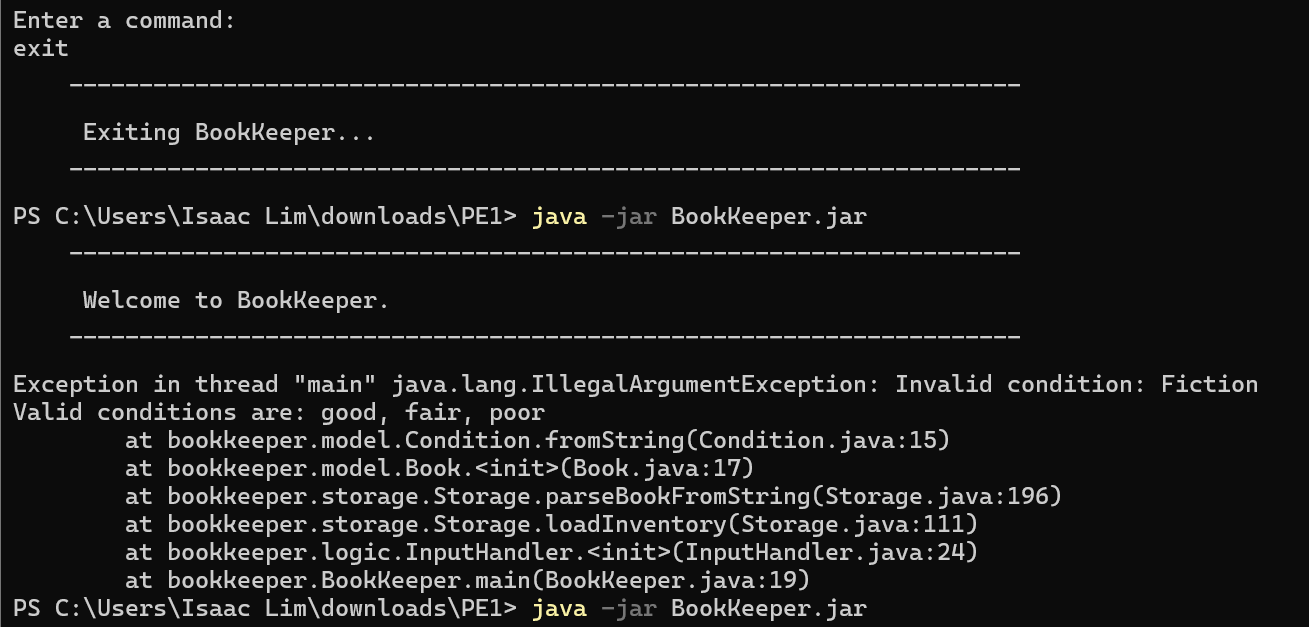 Enter a command:
exit
____________________________________________________________________
Exiting BookKeeper...
____________________________________________________________________
PS C:\Users\Isaac Lim\downloads\PE1> java -jar BookKeeper.jar
____________________________________________________________________
Welcome to BookKeeper.
____________________________________________________________________
Exception in thread "main" java.lang.IllegalArgumentException: Invalid condition: Fiction
Valid conditions are: good, fair, poor
at bookkeeper.model.Condition.fromString(Condition.java:15)
at bookkeeper.model.Book.<init>(Book.java:17)
at bookkeeper.storage.Storage.parseBookFromString(Storage.java:196)
at bookkeeper.storage.Storage.loadInventory(Storage.java:111)
at bookkeeper.logic.InputHandler.<init>(InputHandler.java:24)
at bookkeeper.BookKeeper.main(BookKeeper.java:19)
PS C:\Users\Isaac Lim\downloads\PE1> java -jar BookKeeper.jar